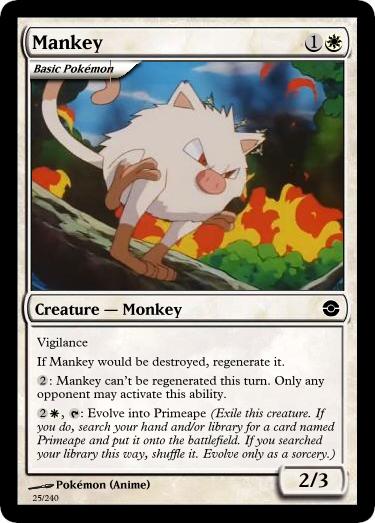 Mankey 1
Basic Pokémon
Creature — Monkey
Vigilance
If Mankey would be destroyed, regenerate it.
2: Mankey can't be regenerated this turn. Only any
opponent may activate this ability.
2, : Evolve into Primeape (Exile this creature. If
you do, search your hand and/or library for a card named
Primeape and put it onto the battlefield. If you searched
your library this way, shuffle it. Evolve only as a sorcery.)
2/3
Pokémon (Anime)
25/240